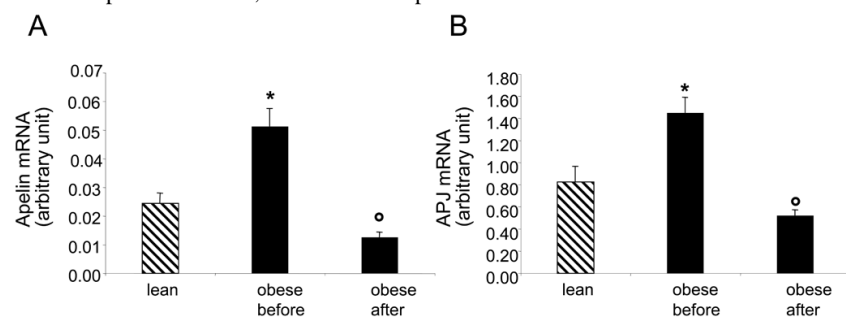 A
B
Apelin mRNA
(arbitrary unit)
0.07
0.06
0.05
0.04
0.03
0.02
0.01
0.00
*
lean
obese
before
obese
after
APJ mRNA
(arbitrary unit)
1.80
1.60
1.40
1.20
1.00
0.80
0.60
0.40
0.20
0.00
*
lean
obese
before
obese
after